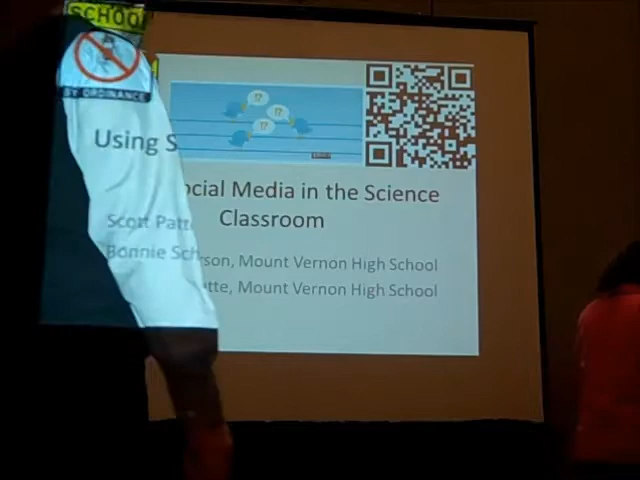 SCHOOL
BY ORDINANCE
!?
!?
!?
Using S
ocial Media in the Science
Classroom
Scott Patt
son, Mount Vernon High School
Bonnie Sch
tte, Mount Vernon High School